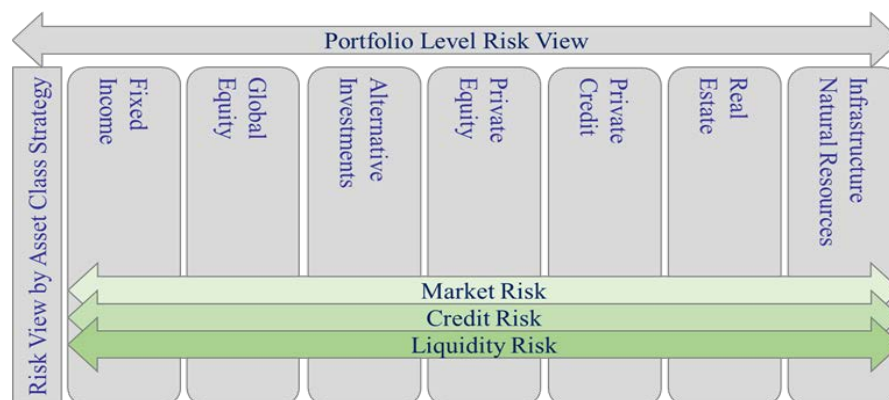 Portfolio Level Risk View
Risk View by Asset Class Strategy
Fixed
Income
Global
Equity
Alternative
Investments
Private
Equity
Private
Credit
Real
Estate
Infrastructure
Natural Resources
Market Risk
Credit Risk
Liquidity Risk